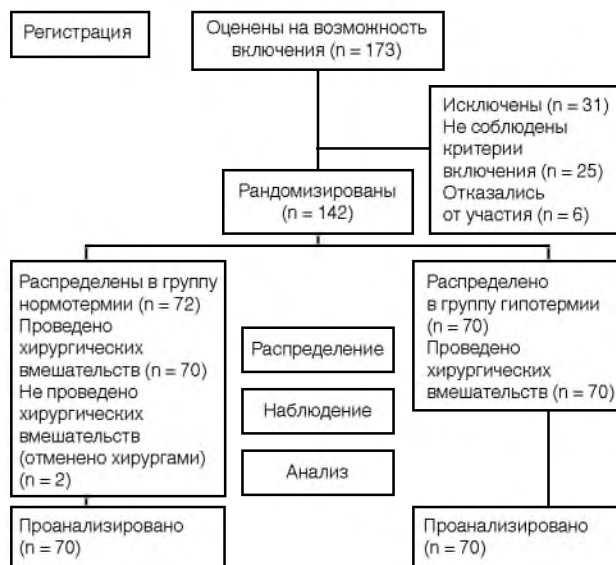 Регистрация
Оценены на возможность
включения (n = 173)
Исключены (n = 31)
Не соблюдены
критерии
включения (n = 25)
Отказались
от участия (n = 6)
Рандомизированы
(n = 142)
Распределены в группу
нормотермии (n = 72)
Проведено
хирургических
вмешательств (n = 70)
Не проведено
хирургических
вмешательств
(отменено хирургами)
(n = 2)
Распределение
Наблюдение
Анализ
Распределено
в группу гипотермии
(n = 70)
Проведено
хирургических
вмешательств (n = 70)
Проанализировано
(n = 70)
Проанализировано
(n = 70)